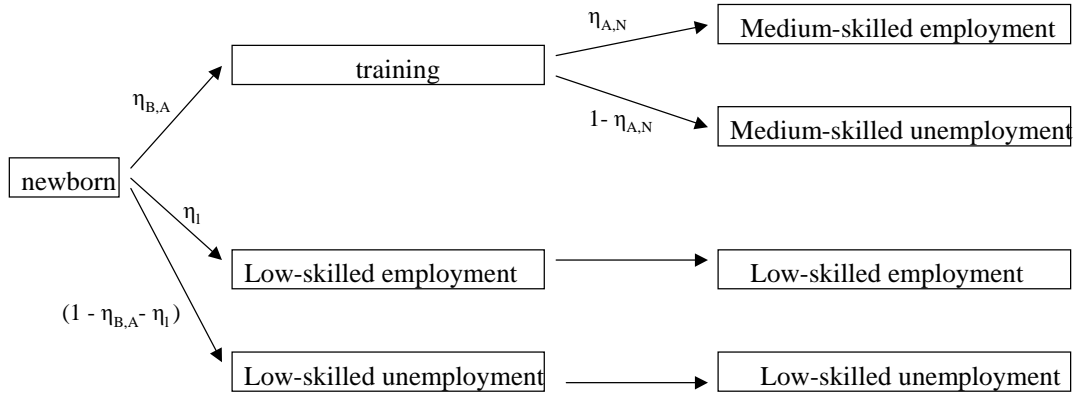 η_{A,N}
Medium-skilled employment
training
η_{B,A}
1- η_{A,N}
Medium-skilled unemployment
newborn
η_l
Low-skilled employment
Low-skilled employment
(1 - η_{B,A}- η_l)
Low-skilled unemployment
Low-skilled unemployment